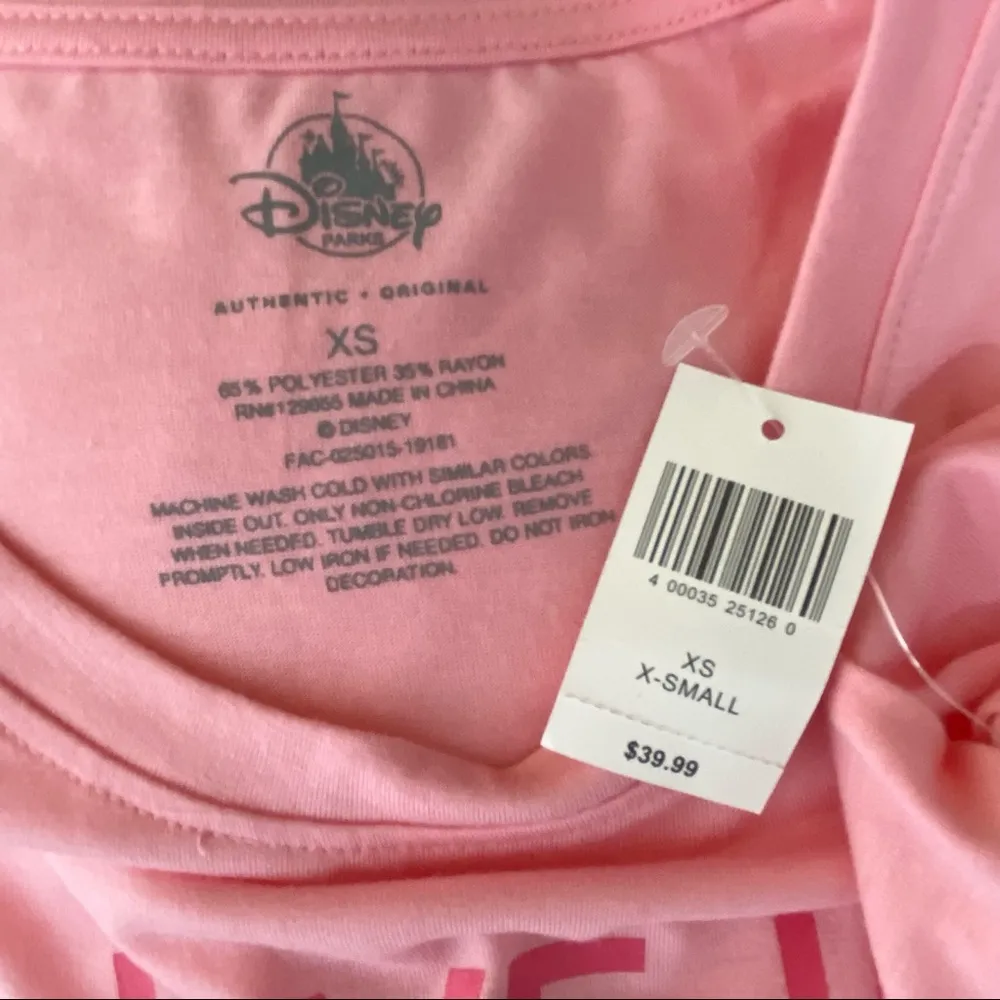 Disney
PARKS
AUTHENTIC • ORIGINAL
XS
65% POLYESTER 35% RAYON
RN#129655 MADE IN CHINA
© DISNEY
FAC-025015-19181
MACHINE WASH COLD WITH SIMILAR COLORS
INSIDE OUT. ONLY NON-CHLORINE BLEACH
WHEN NEEDED. TUMBLE DRY LOW. REMOVE
PROMPTLY. LOW IRON IF NEEDED. DO NOT IRON
DECORATION.
4 00035 25126 0
XS
X-SMALL
$39.99